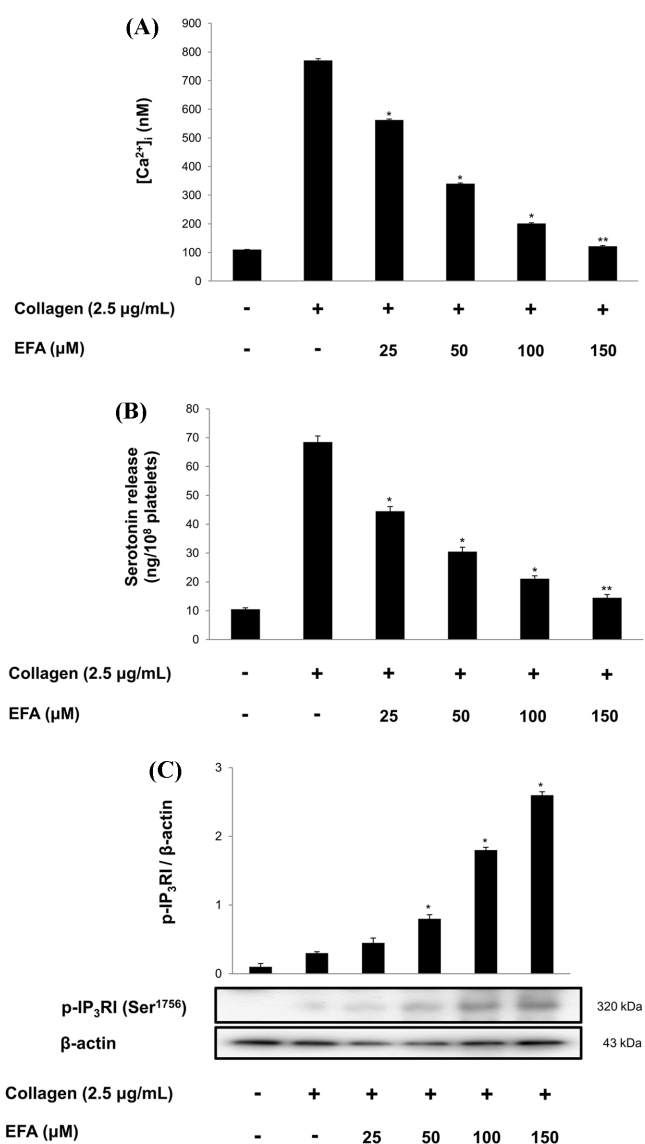 (A)
[Ca²⁺]ᵢ (nM)
900
800
700
600
500
400
300
200
100
0
*
*
*
**
Collagen (2.5 µg/mL) - + + + + +
EFA (µM) - - 25 50 100 150
(B)
Serotonin release
(ng/10⁸ platelets)
80
70
60
50
40
30
20
10
0
*
*
*
**
Collagen (2.5 µg/mL) - + + + + +
EFA (µM) - - 25 50 100 150
(C)
p-IP₃RI / β-actin
3
2
1
0
*
*
*
p-IP₃RI (Ser¹⁷⁵⁶) 320 kDa
β-actin 43 kDa
Collagen (2.5 µg/mL) - + + + + +
EFA (µM) - - 25 50 100 150